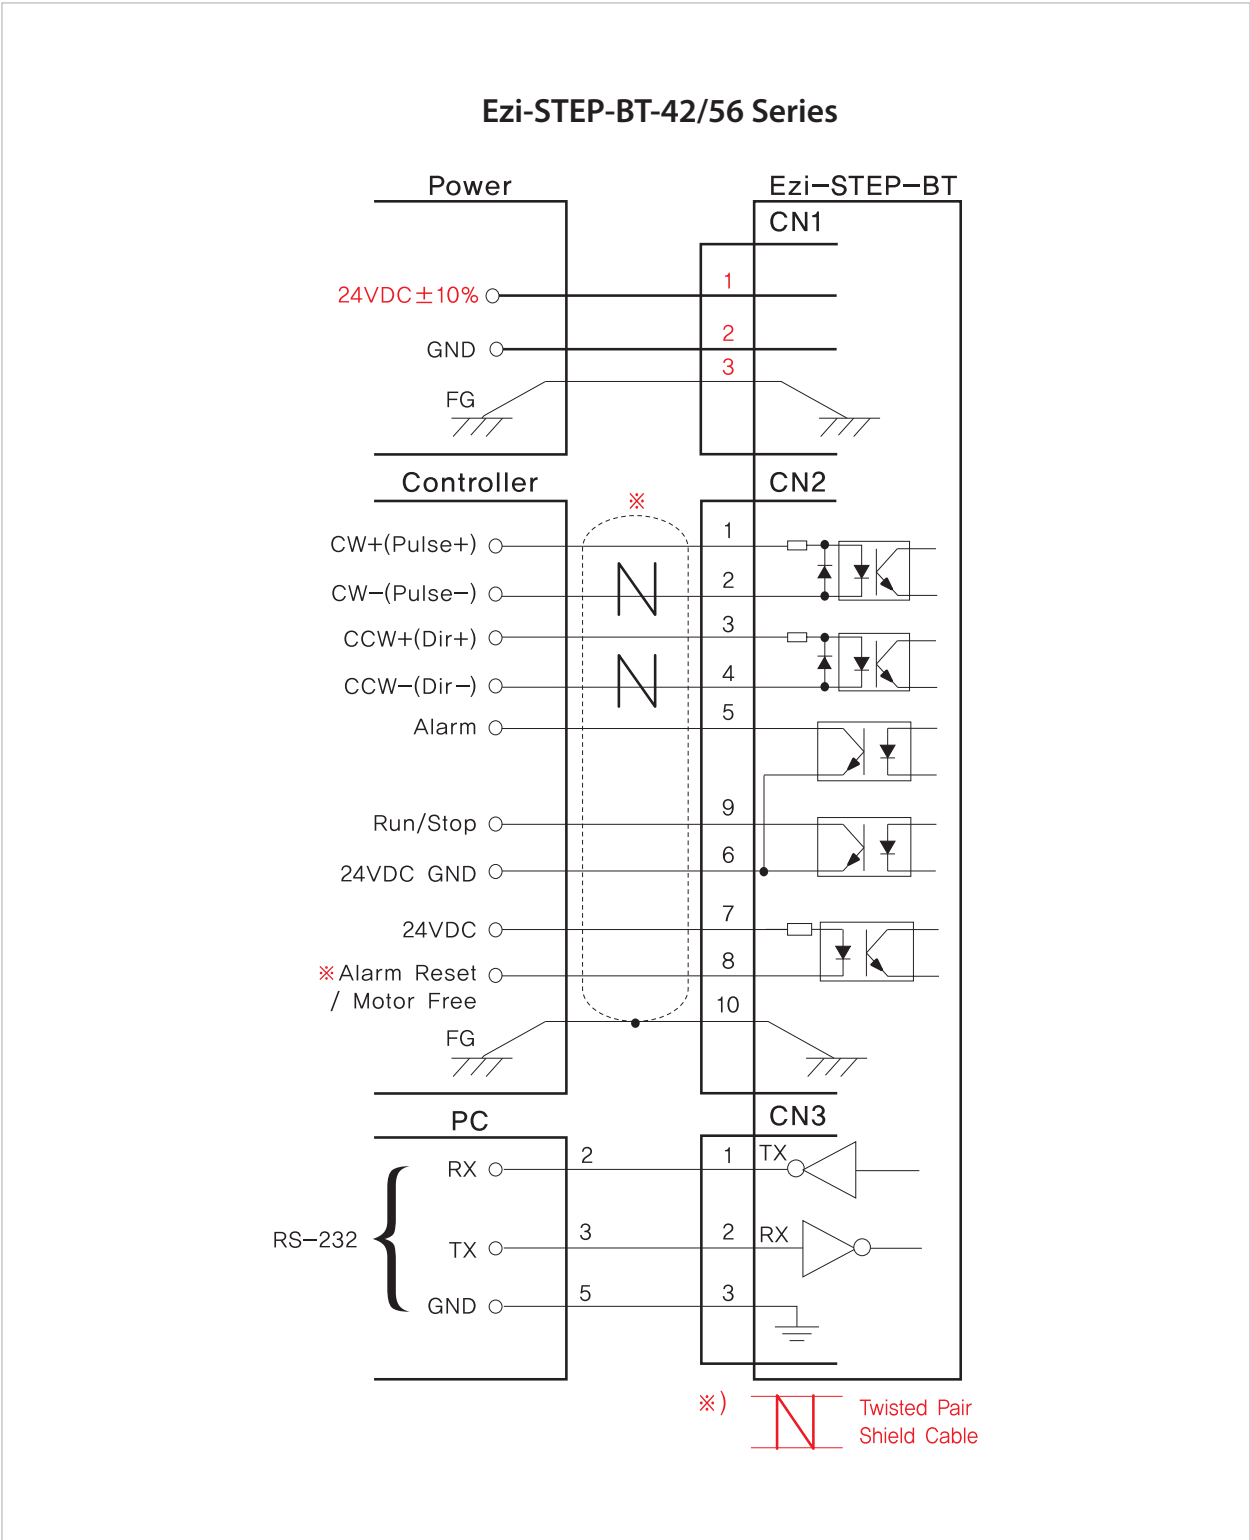 Ezi-STEP-BT-42/56 Series
Power
Ezi-STEP-BT
CN1
24VDC±10%
1
GND
2
3
FG
Controller
CN2
※
CW+(Pulse+)
1
CW-(Pulse-)
2
CCW+(Dir+)
3
CCW-(Dir-)
4
Alarm
5
Run/Stop
9
24VDC GND
6
24VDC
7
※Alarm Reset
/ Motor Free
8
10
FG
PC
CN3
RS-232
RX
2
1
TX
TX
3
2
RX
GND
5
3
※)
Twisted Pair
Shield Cable